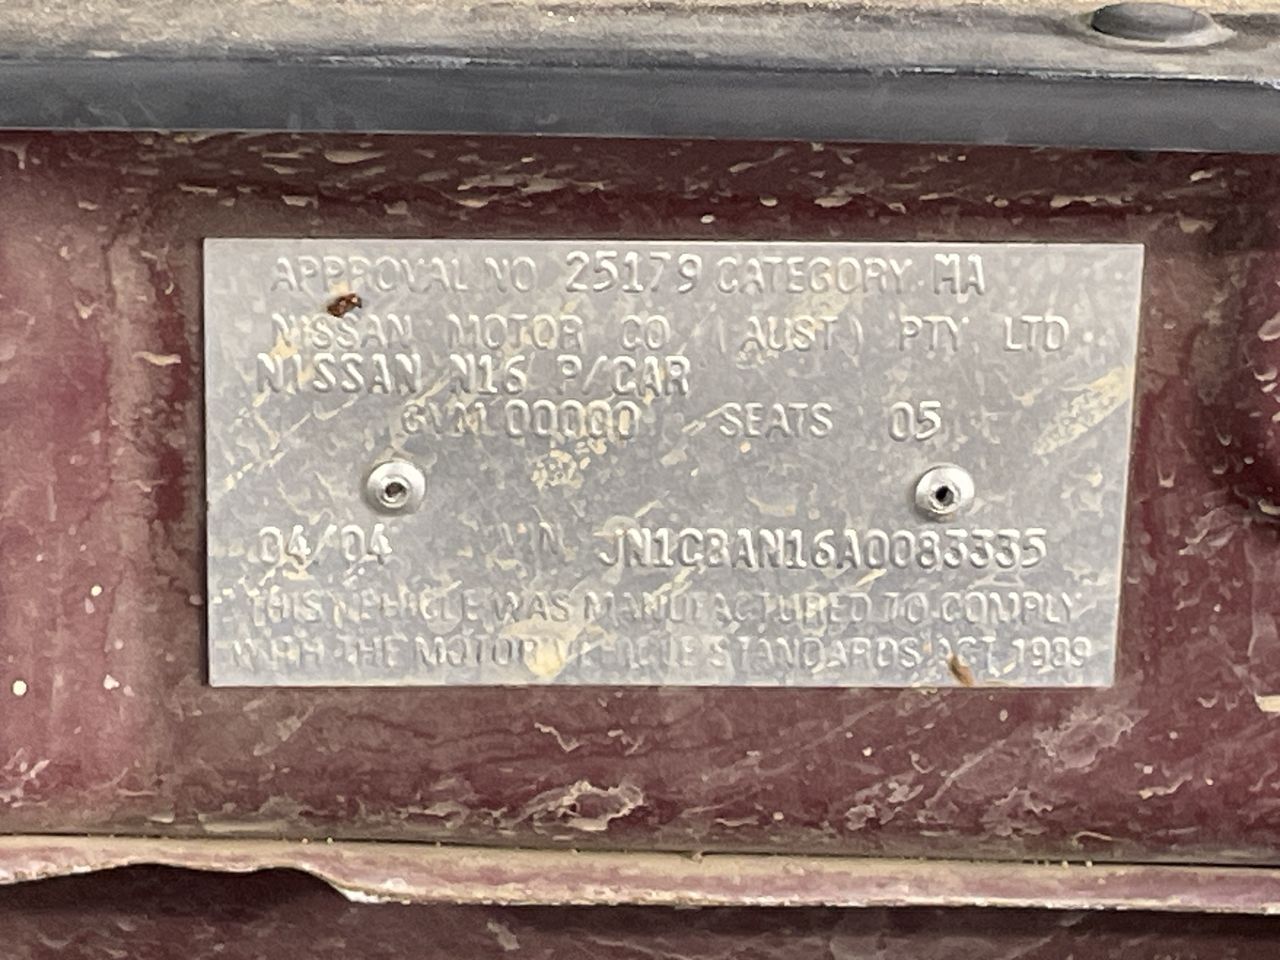 APPROVAL NO 25179 CATEGORY MA
NISSAN MOTOR CO (AUST) PTY LTD
NISSAN N16 P/CAR
GVM 00000 SEATS 05
04/04 VIN JN1CBAN16A0083335
THIS VEHICLE WAS MANUFACTURED TO COMPLY
WITH THE MOTOR VEHICLE STANDARDS ACT 1989